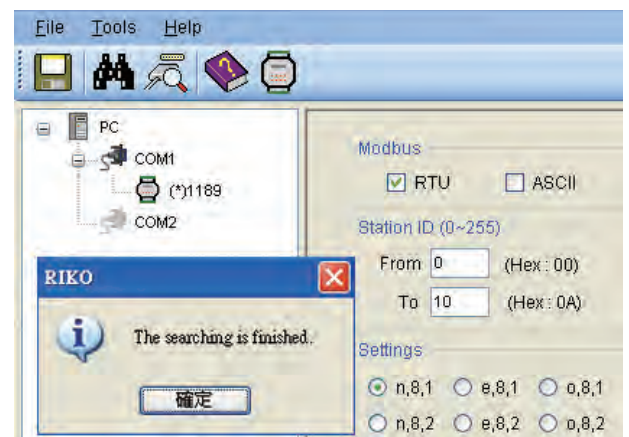 File Tools Help
PC
COM1
(*)1189
COM2
Modbus
RTU ASCII
Station ID (0~255)
From 0 (Hex : 00)
To 10 (Hex : 0A)
Settings
n,8,1 e,8,1 o,8,1
n,8,2 e,8,2 o,8,2
RIKO
The searching is finished.
確定